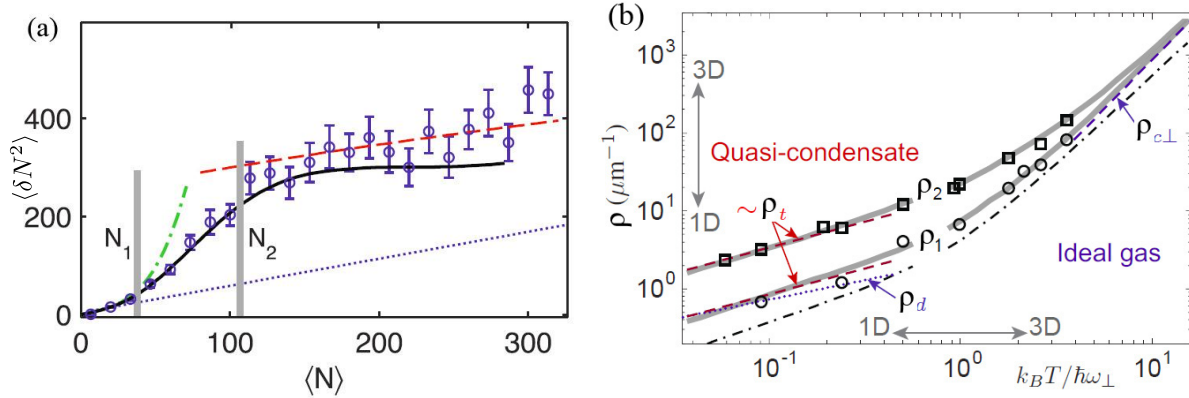 (a)
⟨δN²⟩
400
200
0
N₁
N₂
0
100
200
300
⟨N⟩
(b)
ρ (μm⁻¹)
10³
10²
10¹
10⁰
3D
1D
Quasi-condensate
ρ_c⊥
ρ₂
~ρ_t
ρ₁
Ideal gas
ρ_d
1D
3D
10⁻¹
10⁰
10¹
k_BT/ħω_⊥